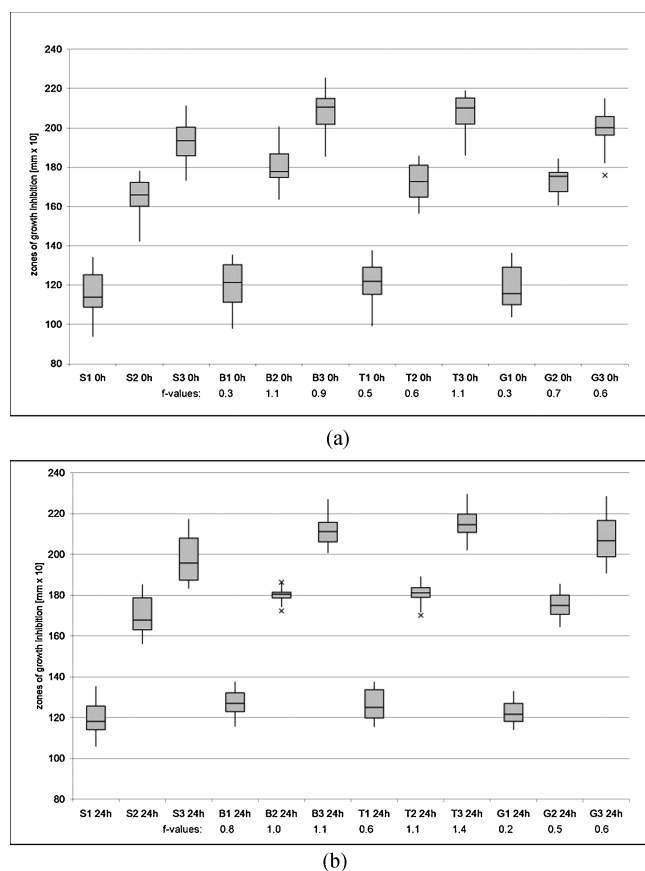 240
220
200
180
160
140
120
100
80
zones of growth inhibition [mm x 10]
S1 0h S2 0h S3 0h B1 0h B2 0h B3 0h T1 0h T2 0h T3 0h G1 0h G2 0h G3 0h
f-values: 0.3 1.1 0.9 0.5 0.6 1.1 0.3 0.7 0.6
(a)
240
220
200
180
160
140
120
100
80
zones of growth inhibition [mm x 10]
S1 24h S2 24h S3 24h B1 24h B2 24h B3 24h T1 24h T2 24h T3 24h G1 24h G2 24h G3 24h
f-values: 0.8 1.0 1.1 0.6 1.1 1.4 0.2 0.5 0.6
(b)